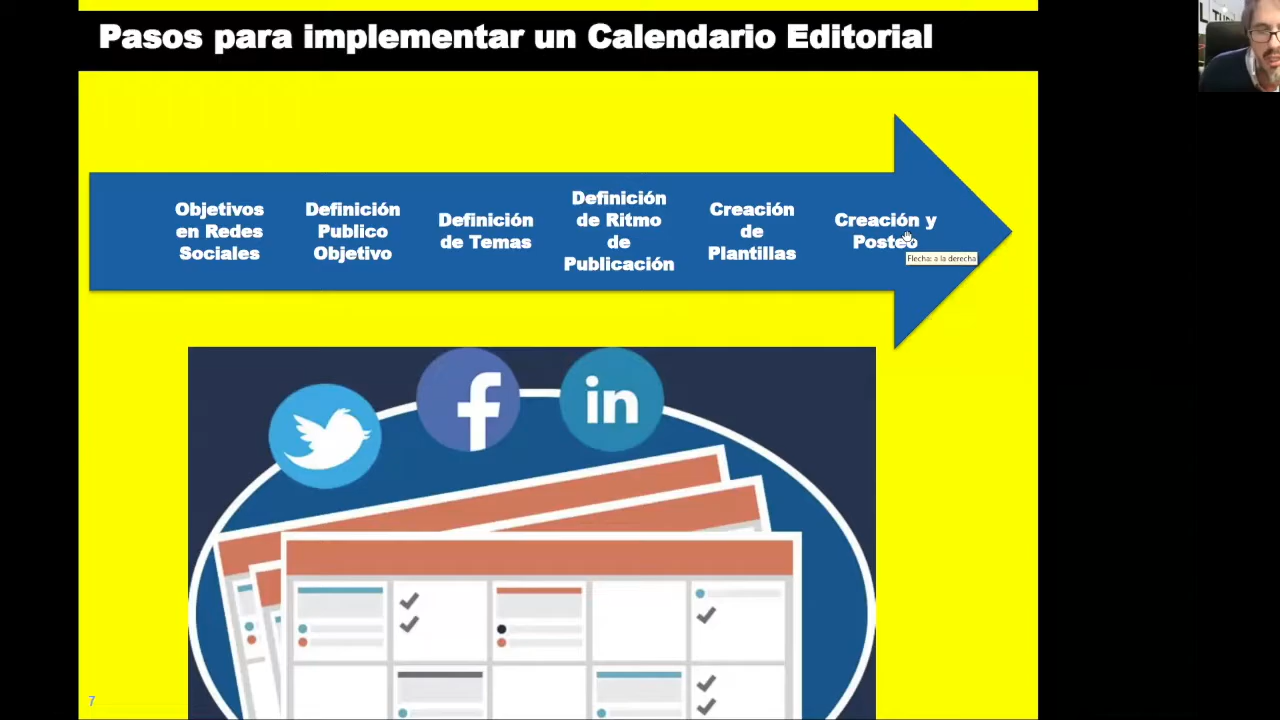 Pasos para implementar un Calendario Editorial
Objetivos
en Redes
Sociales
Definición
Publico
Objetivo
Definición
de Temas
Definición
de Ritmo
de
Publicación
Creación
de
Plantillas
Creación y
Posteo
Flecha: a la derecha
f
in
7